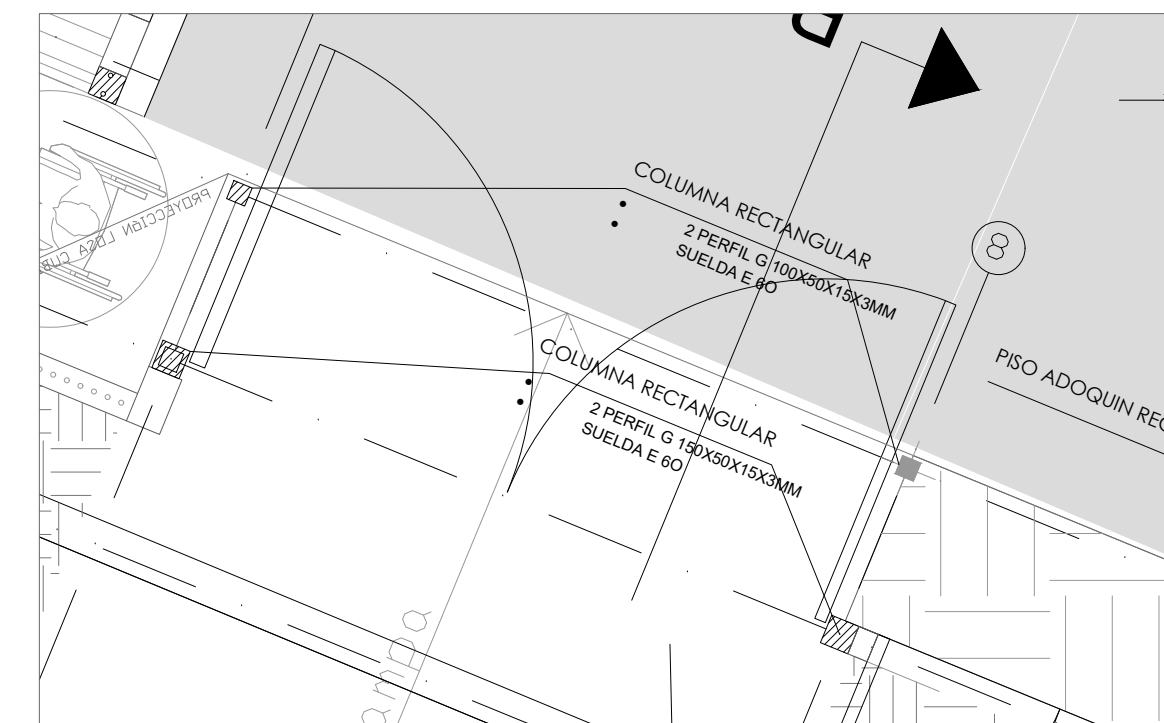 D
COLUMNA RECTANGULAR
2 PERFIL G 100X50X15X3MM
SUELDA E 6O
8
PROYECCIÓN LOSA CUB
COLUMNA RECTANGULAR
2 PERFIL G 150X50X15X3MM
SUELDA E 6O
PISO ADOQUIN REC